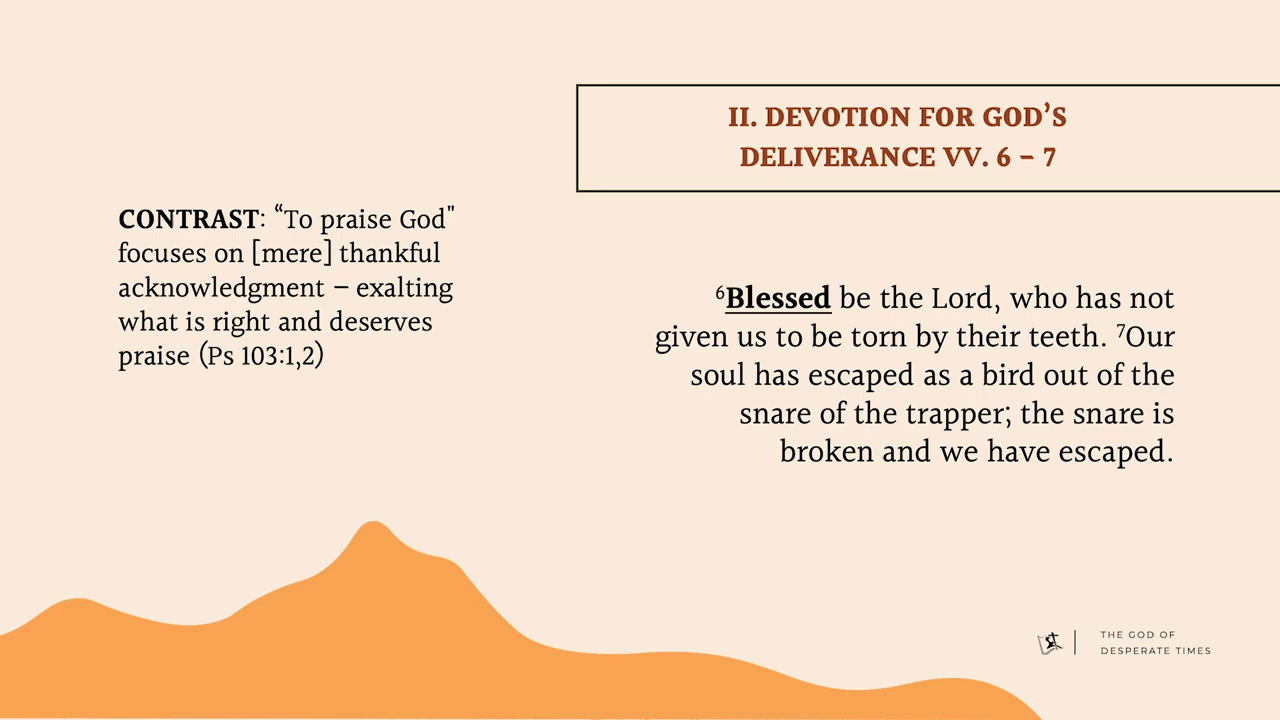 II. DEVOTION FOR GOD’S
DELIVERANCE VV. 6 – 7
CONTRAST: “To praise God"
focuses on [mere] thankful
acknowledgment – exalting
what is right and deserves
praise (Ps 103:1,2)
⁶Blessed be the Lord, who has not
given us to be torn by their teeth. ⁷Our
soul has escaped as a bird out of the
snare of the trapper; the snare is
broken and we have escaped.
THE GOD OF
DESPERATE TIMES